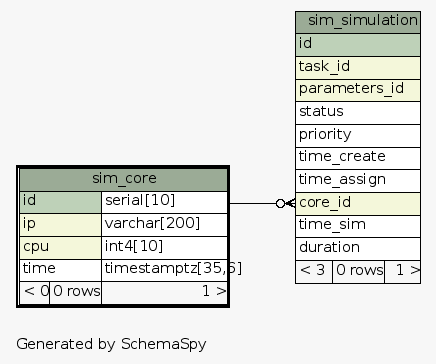 sim_simulation
id
task_id
parameters_id
status
priority
time_create
time_assign
core_id
time_sim
duration
< 3 0 rows 1 >
sim_core
id serial[10]
ip varchar[200]
cpu int4[10]
time timestamptz[35,6]
< 0 0 rows 1 >
Generated by SchemaSpy